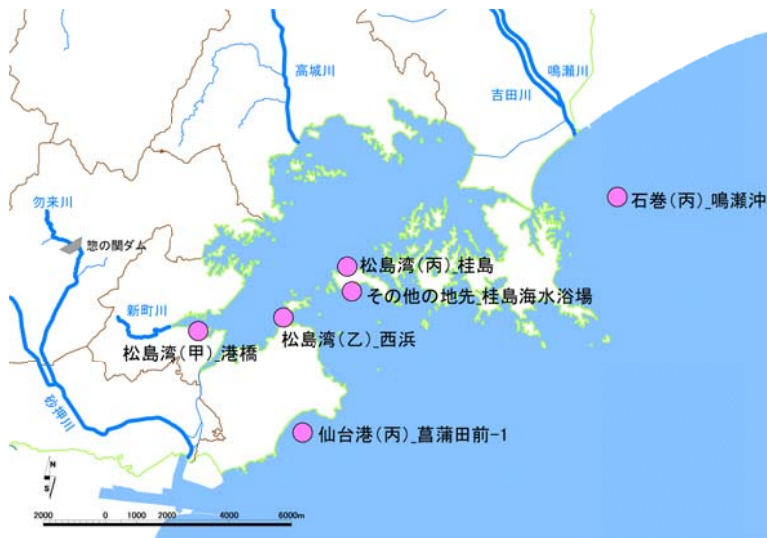 高城川
鳴瀬川
吉田川
勿来川
惣の関ダム
石巻(丙)_鳴瀬沖
松島湾(丙)_桂島
その他の地先_桂島海水浴場
新町川
松島湾(甲)_港橋
松島湾(乙)_西浜
砂押川
仙台港(丙)_菖蒲田前-1
N
S
2000 0 1000 2000 4000 6000m